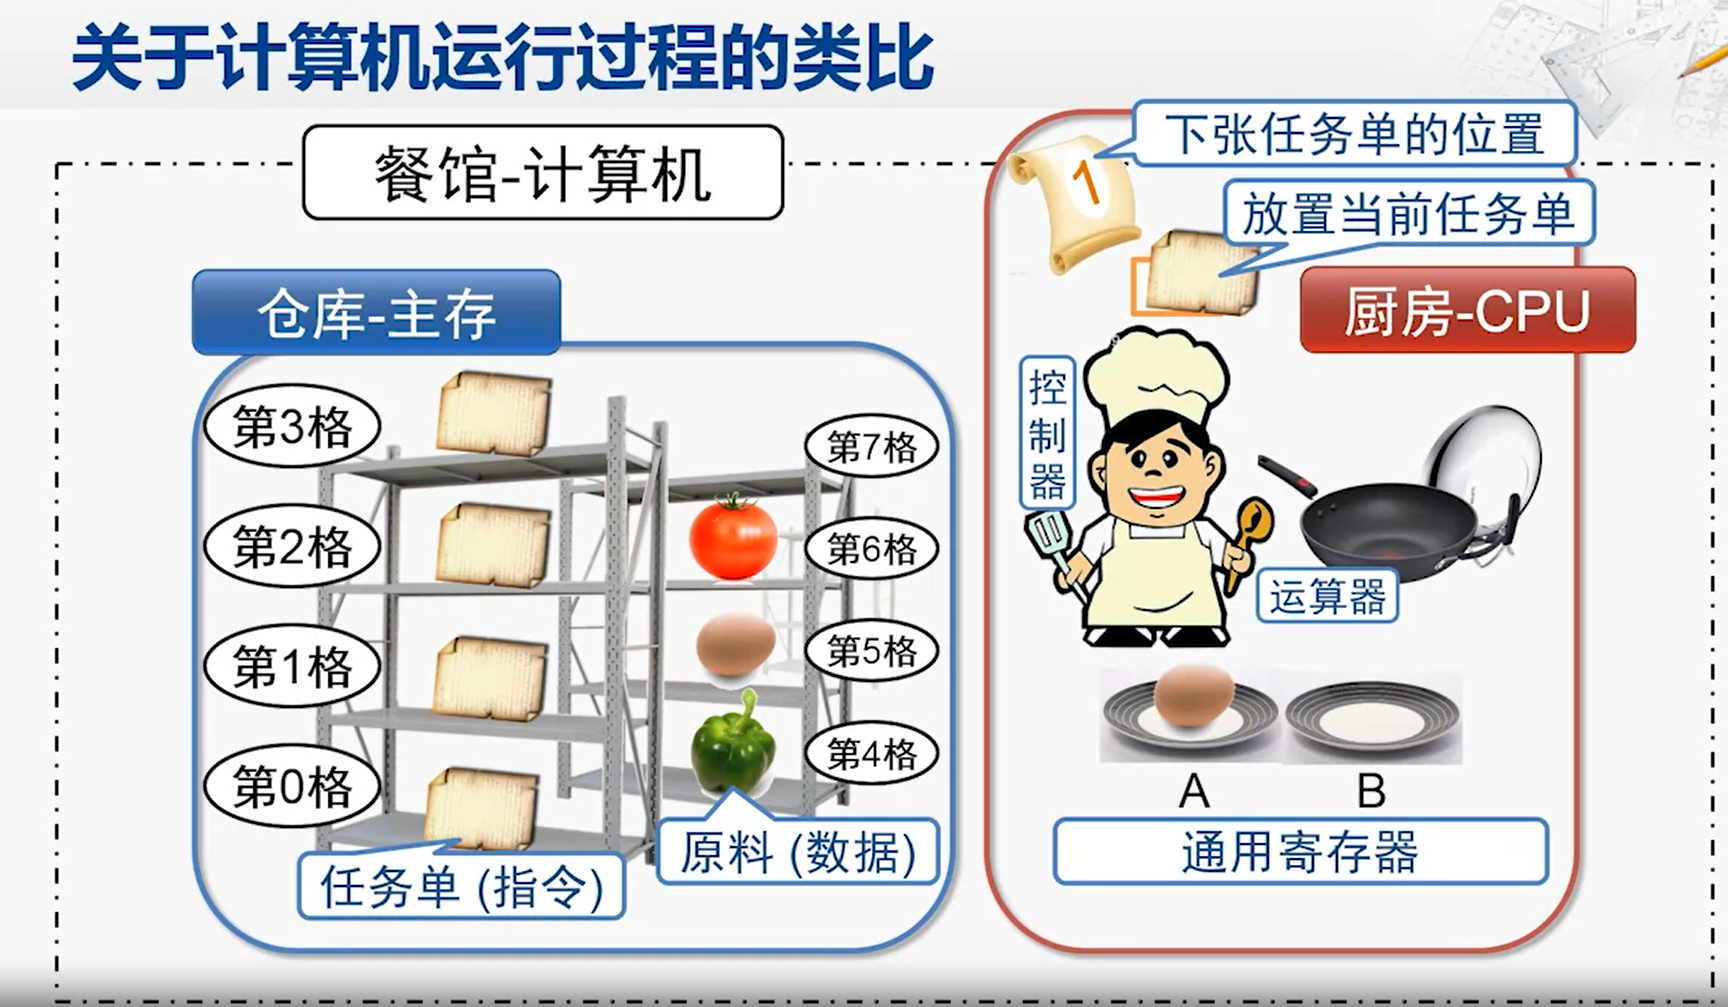 关于计算机运行过程的类比
餐馆-计算机
下张任务单的位置
1
放置当前任务单
仓库-主存
厨房-CPU
第3格
第2格
第1格
第0格
第7格
第6格
第5格
第4格
任务单 (指令)
原料 (数据)
控制器
运算器
A
B
通用寄存器